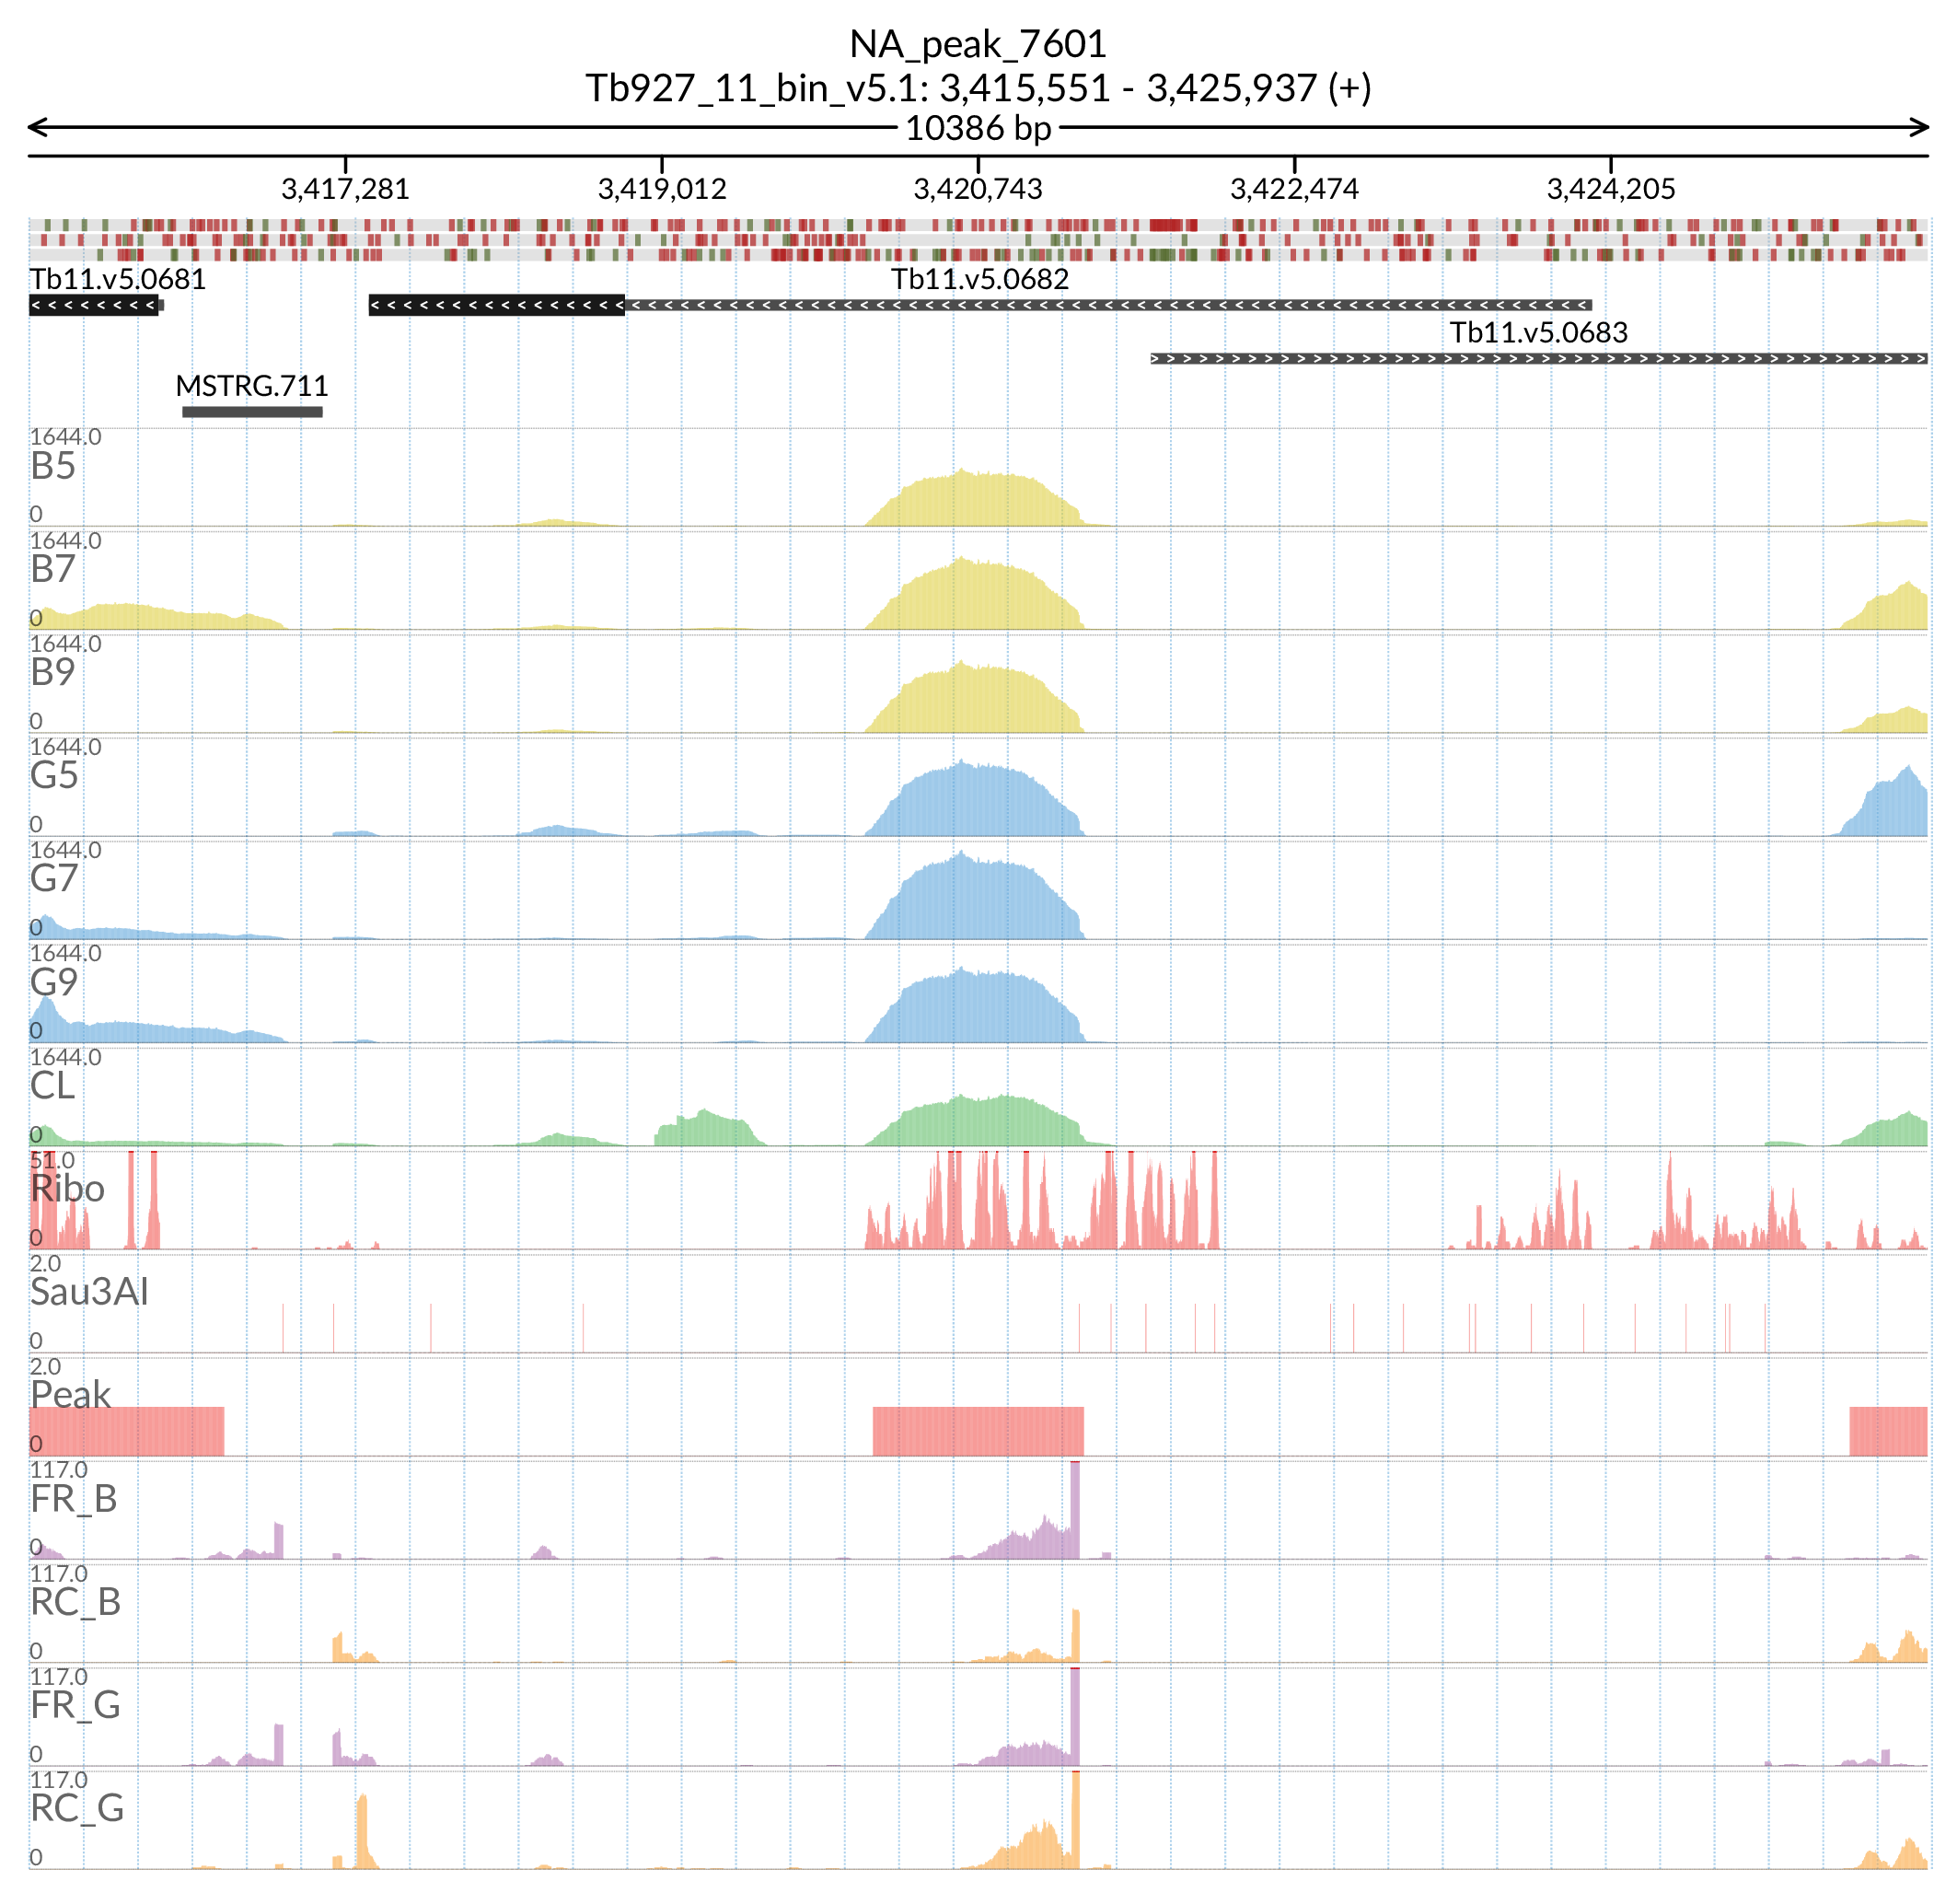 NA_peak_7601
Tb927_11_bin_v5.1: 3,415,551 - 3,425,937 (+)
10386 bp
3,417,281 3,419,012 3,420,743 3,422,474 3,424,205
Tb11.v5.0681 Tb11.v5.0682
Tb11.v5.0683
MSTRG.711
1644.0
B5
0
1644.0
B7
0
1644.0
B9
0
1644.0
G5
0
1644.0
G7
0
1644.0
G9
0
1644.0
CL
0
51.0
Ribo
0
2.0
Sau3AI
0
2.0
Peak
0
117.0
FR_B
0
117.0
RC_B
0
117.0
FR_G
0
117.0
RC_G
0